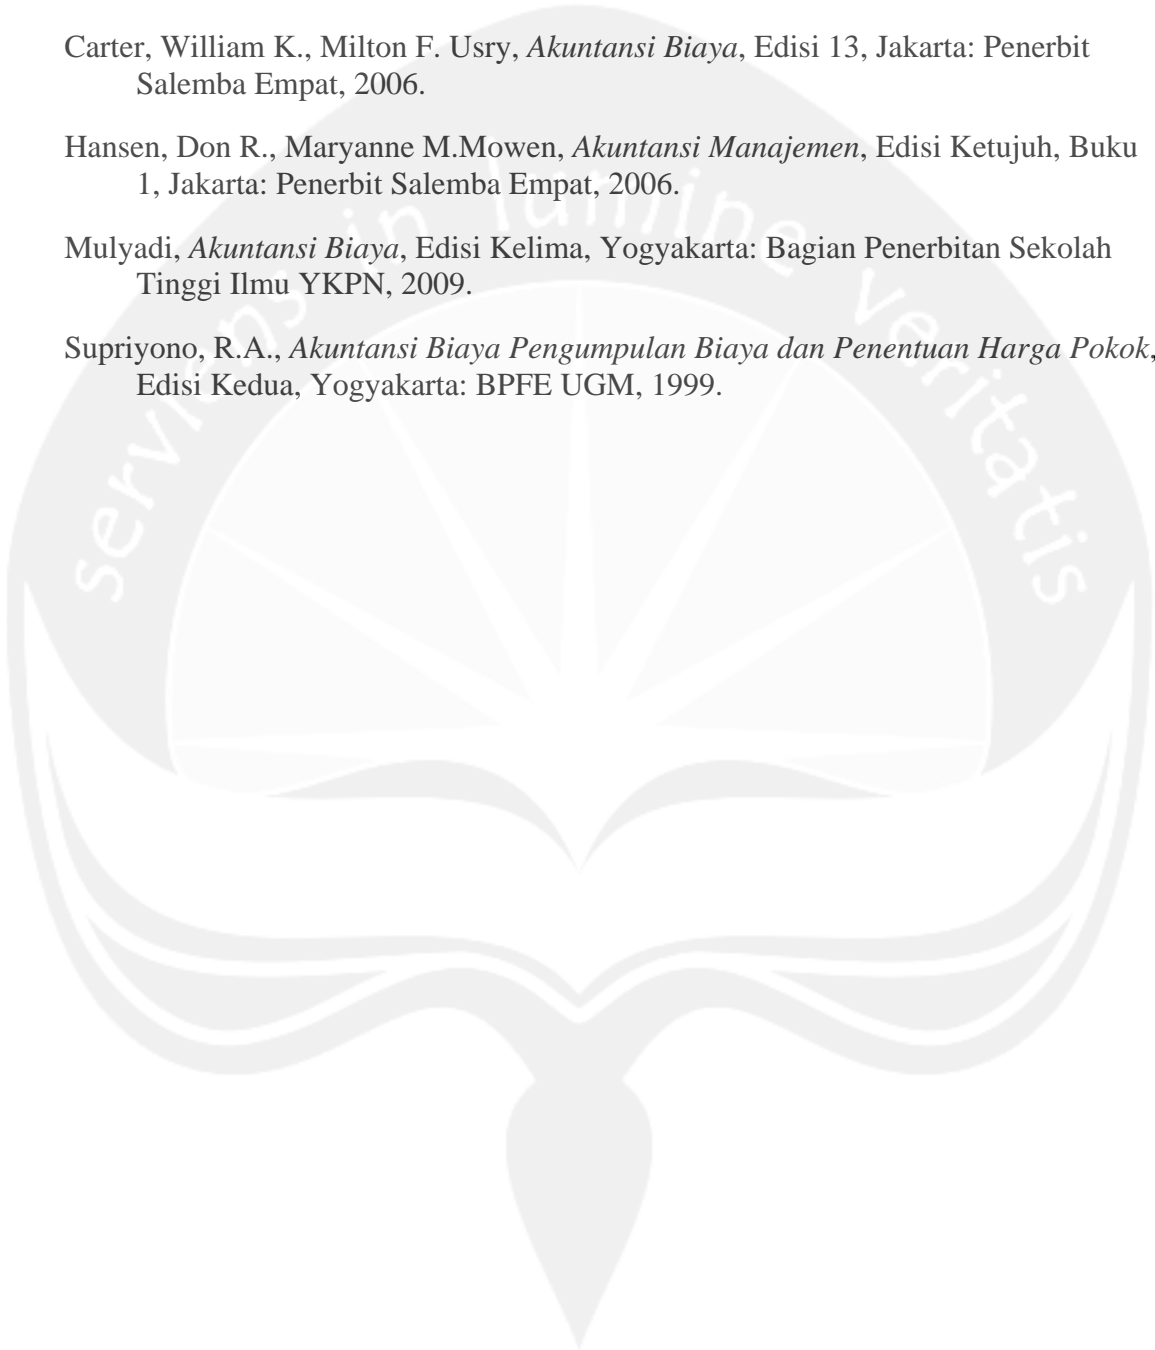 Carter, William K., Milton F. Usry, Akuntansi Biaya, Edisi 13, Jakarta: Penerbit
Salemba Empat, 2006.
Hansen, Don R., Maryanne M.Mowen, Akuntansi Manajemen, Edisi Ketujuh, Buku
1, Jakarta: Penerbit Salemba Empat, 2006.
Mulyadi, Akuntansi Biaya, Edisi Kelima, Yogyakarta: Bagian Penerbitan Sekolah
Tinggi Ilmu YKPN, 2009.
Supriyono, R.A., Akuntansi Biaya Pengumpulan Biaya dan Penentuan Harga Pokok,
Edisi Kedua, Yogyakarta: BPFE UGM, 1999.
serviens in lumine veritatis